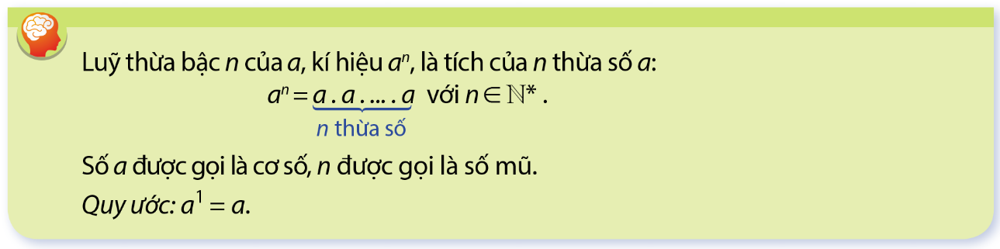 Luỹ thừa bậc n của a, kí hiệu aⁿ, là tích của n thừa số a:
aⁿ = a . a . ... . a với n ∈ ℕ* .
n thừa số
Số a được gọi là cơ số, n được gọi là số mũ.
Quy ước: a¹ = a.